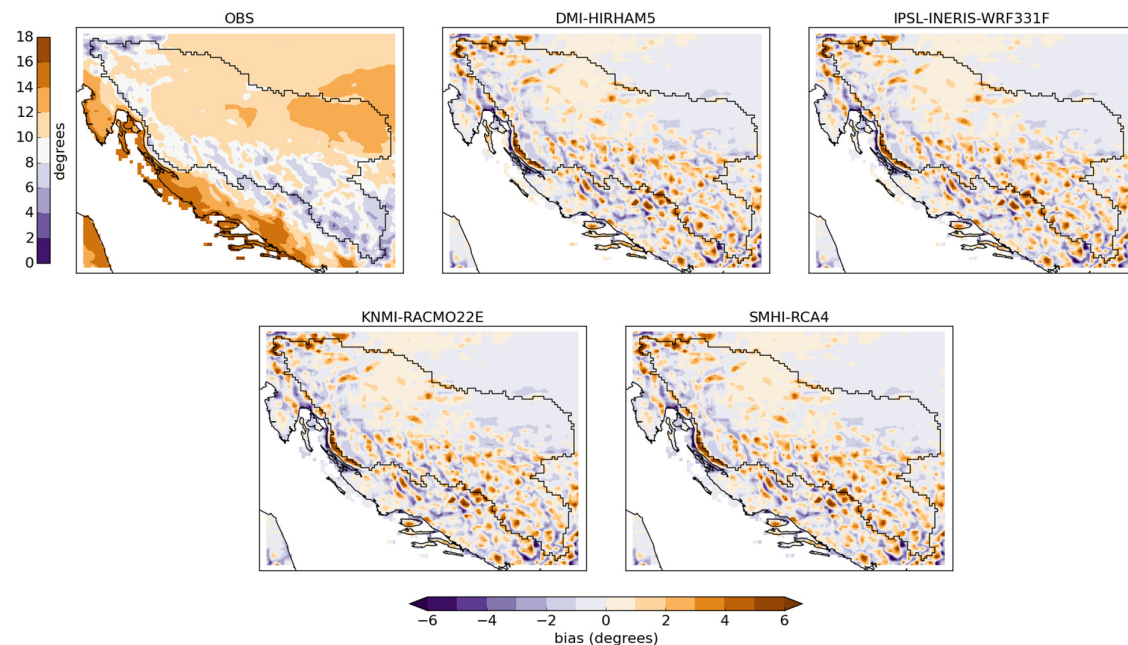 OBS
DMI-HIRHAM5
IPSL-INERIS-WRF331F
18
16
14
12
10
8
6
4
2
0
degrees
KNMI-RACMO22E
SMHI-RCA4
−6 −4 −2 0 2 4 6
bias (degrees)